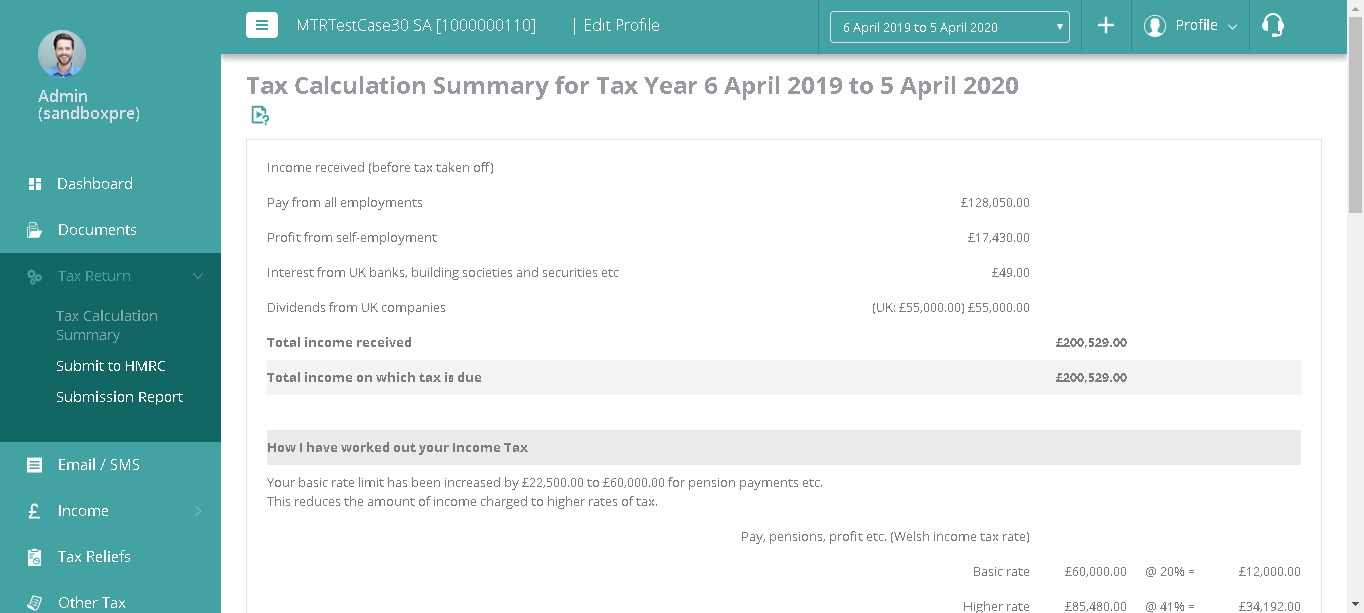 MTRTestCase30 SA [1000000110] | Edit Profile
6 April 2019 to 5 April 2020
Profile
Admin
(sandboxpre)
Dashboard
Documents
Tax Return
Tax Calculation
Summary
Submit to HMRC
Submission Report
Email / SMS
Income
Tax Reliefs
Other Tax
Tax Calculation Summary for Tax Year 6 April 2019 to 5 April 2020
Income received (before tax taken off)
Pay from all employments £128,050.00
Profit from self-employment £17,430.00
Interest from UK banks, building societies and securities etc £49.00
Dividends from UK companies (UK: £55,000.00) £55,000.00
Total income received £200,529.00
Total income on which tax is due £200,529.00
How I have worked out your Income Tax
Your basic rate limit has been increased by £22,500.00 to £60,000.00 for pension payments etc.
This reduces the amount of income charged to higher rates of tax.
Pay, pensions, profit etc. (Welsh income tax rate)
Basic rate £60,000.00 @ 20% = £12,000.00
Higher rate £85,480.00 @ 41% = £34,192.00